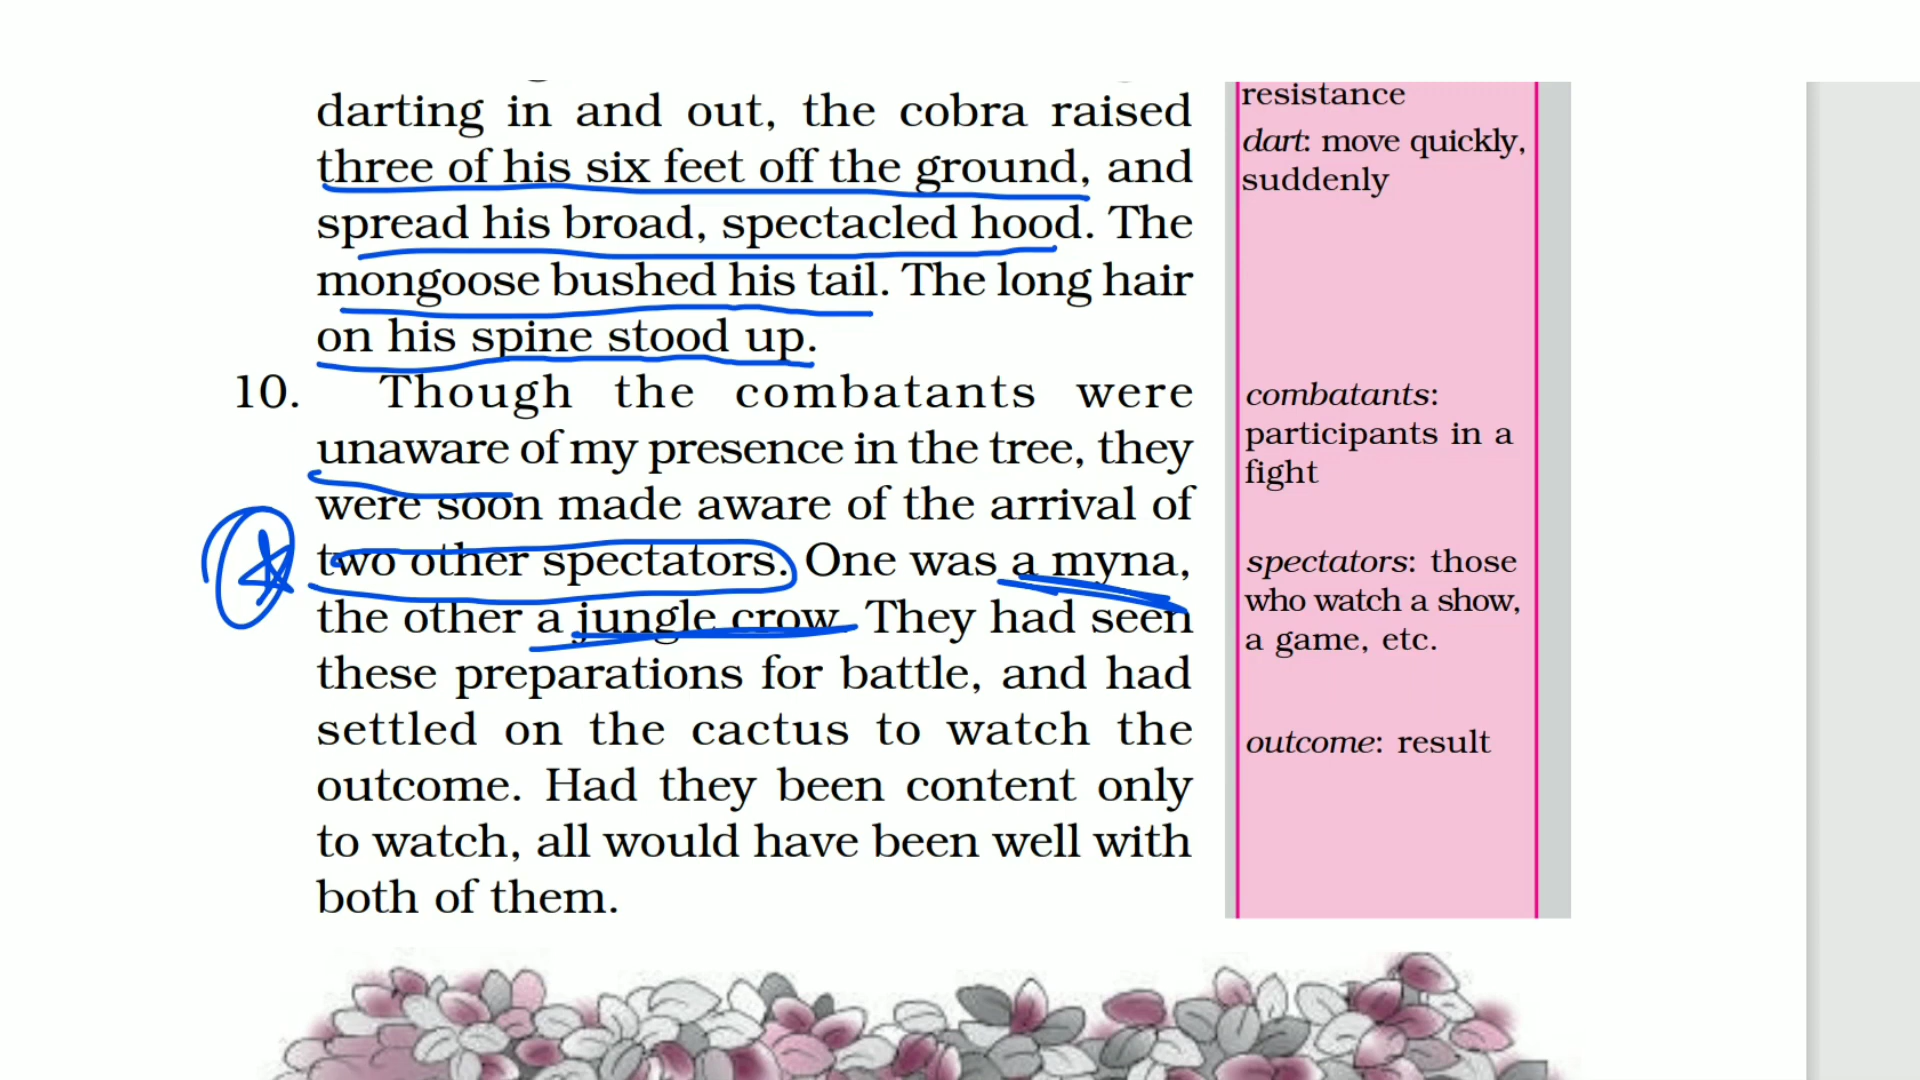 darting in and out, the cobra raised
three of his six feet off the ground, and
spread his broad, spectacled hood. The
mongoose bushed his tail. The long hair
on his spine stood up.
10. Though the combatants were
unaware of my presence in the tree, they
were soon made aware of the arrival of
two other spectators. One was a myna,
the other a jungle crow. They had seen
these preparations for battle, and had
settled on the cactus to watch the
outcome. Had they been content only
to watch, all would have been well with
both of them.
resistance
dart: move quickly,
suddenly
combatants:
participants in a
fight
spectators: those
who watch a show,
a game, etc.
outcome: result